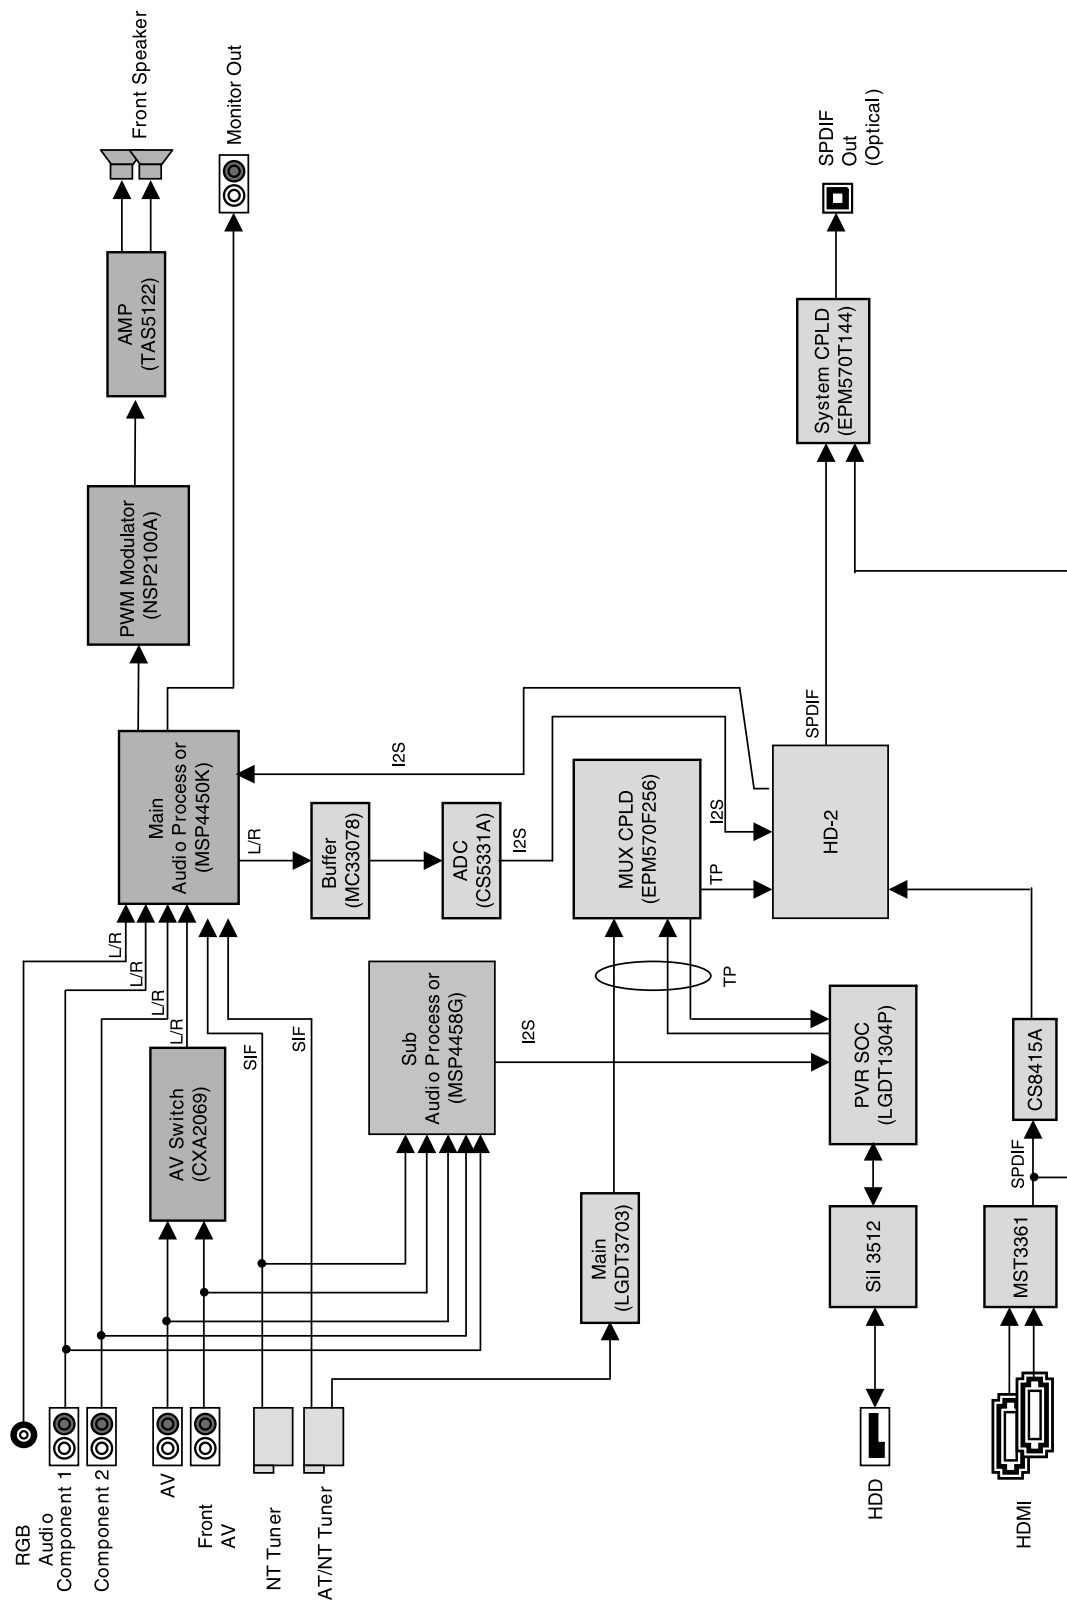 RGB
Audio
Component 1
Component 2
AV
Front
AV
NT Tuner
AT/NT Tuner
HDD
HDMI
AV Switch
(CXA2069)
L/R
L/R
L/R
L/R
SIF
SIF
Main
Audio Process or
(MSP4450K)
PWM Modulator
(NSP2100A)
AMP
(TAS5122)
Front Speaker
Monitor Out
L/R
Buffer
(MC33078)
ADC
(CS5331A)
I2S
I2S
Sub
Audio Process or
(MSP4458G)
I2S
Main
(LGDT3703)
MUX CPLD
(EPM570F256)
TP
TP
I2S
HD-2
SPDIF
System CPLD
(EPM570T144)
SPDIF
Out
(Optical)
PVR SOC
(LGDT1304P)
SiI 3512
MST3361
SPDIF
CS8415A